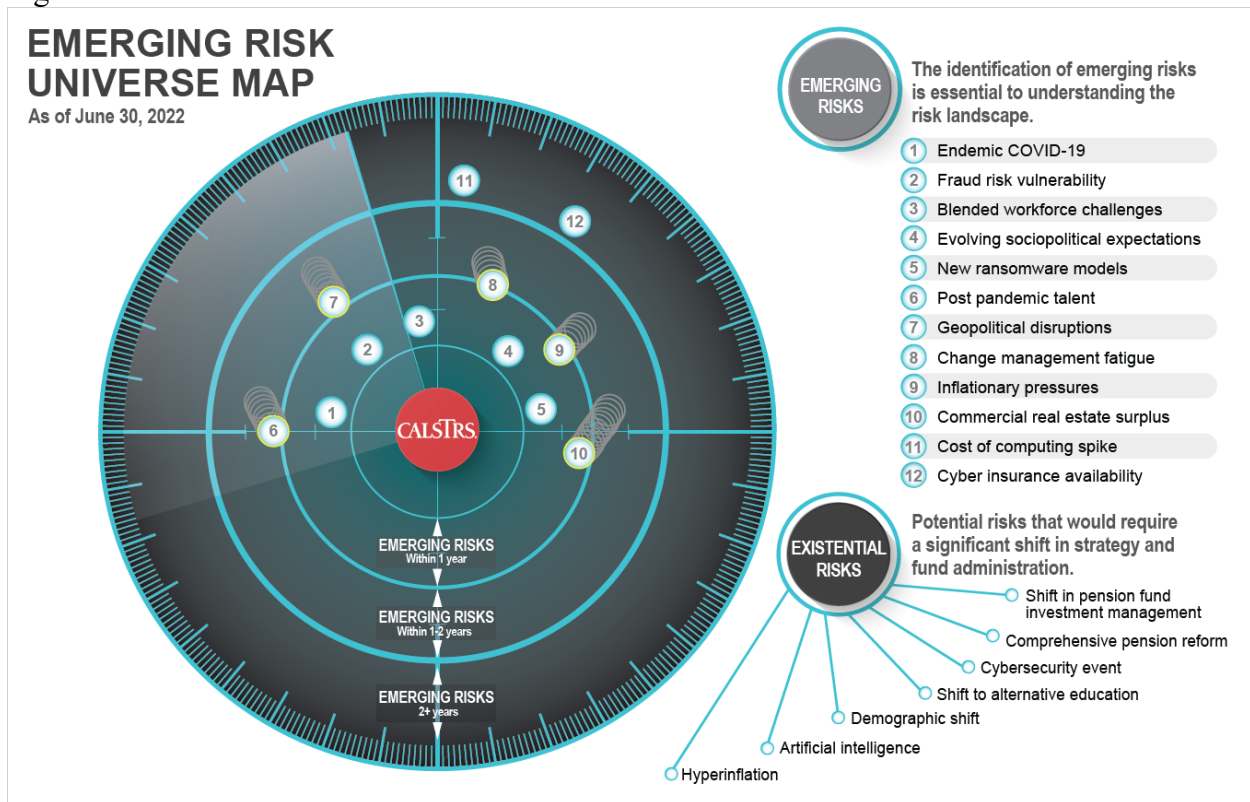 EMERGING RISK
UNIVERSE MAP
As of June 30, 2022
11
12
8
7
3
2
4
9
1
5
6
10
CALSTRS.
EMERGING RISKS
Within 1 year
EMERGING RISKS
Within 1-2 years
EMERGING RISKS
2+ years
EMERGING
RISKS
The identification of emerging risks
is essential to understanding the
risk landscape.
1 Endemic COVID-19
2 Fraud risk vulnerability
3 Blended workforce challenges
4 Evolving sociopolitical expectations
5 New ransomware models
6 Post pandemic talent
7 Geopolitical disruptions
8 Change management fatigue
9 Inflationary pressures
10 Commercial real estate surplus
11 Cost of computing spike
12 Cyber insurance availability
EXISTENTIAL
RISKS
Potential risks that would require
a significant shift in strategy and
fund administration.
Shift in pension fund
investment management
Comprehensive pension reform
Cybersecurity event
Shift to alternative education
Demographic shift
Artificial intelligence
Hyperinflation